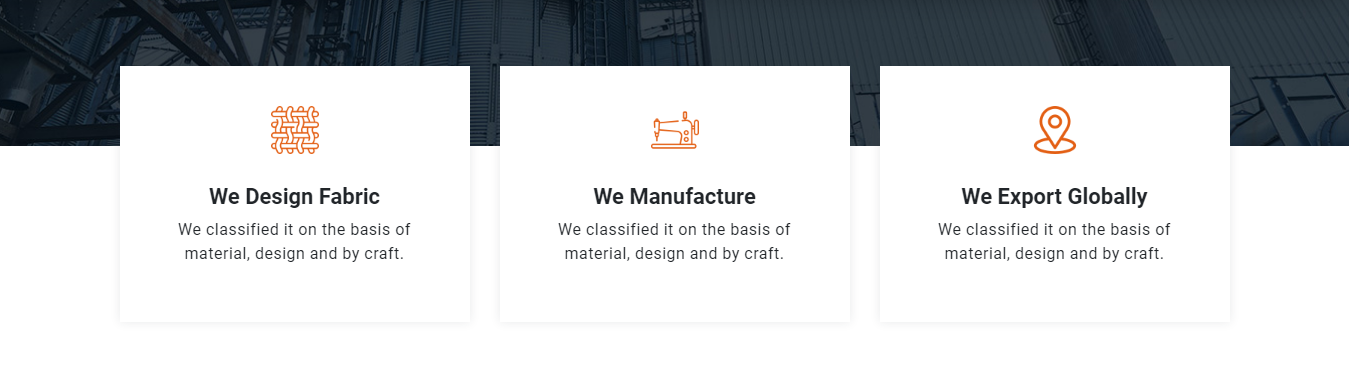 We Design Fabric
We classified it on the basis of
material, design and by craft.
We Manufacture
We classified it on the basis of
material, design and by craft.
We Export Globally
We classified it on the basis of
material, design and by craft.